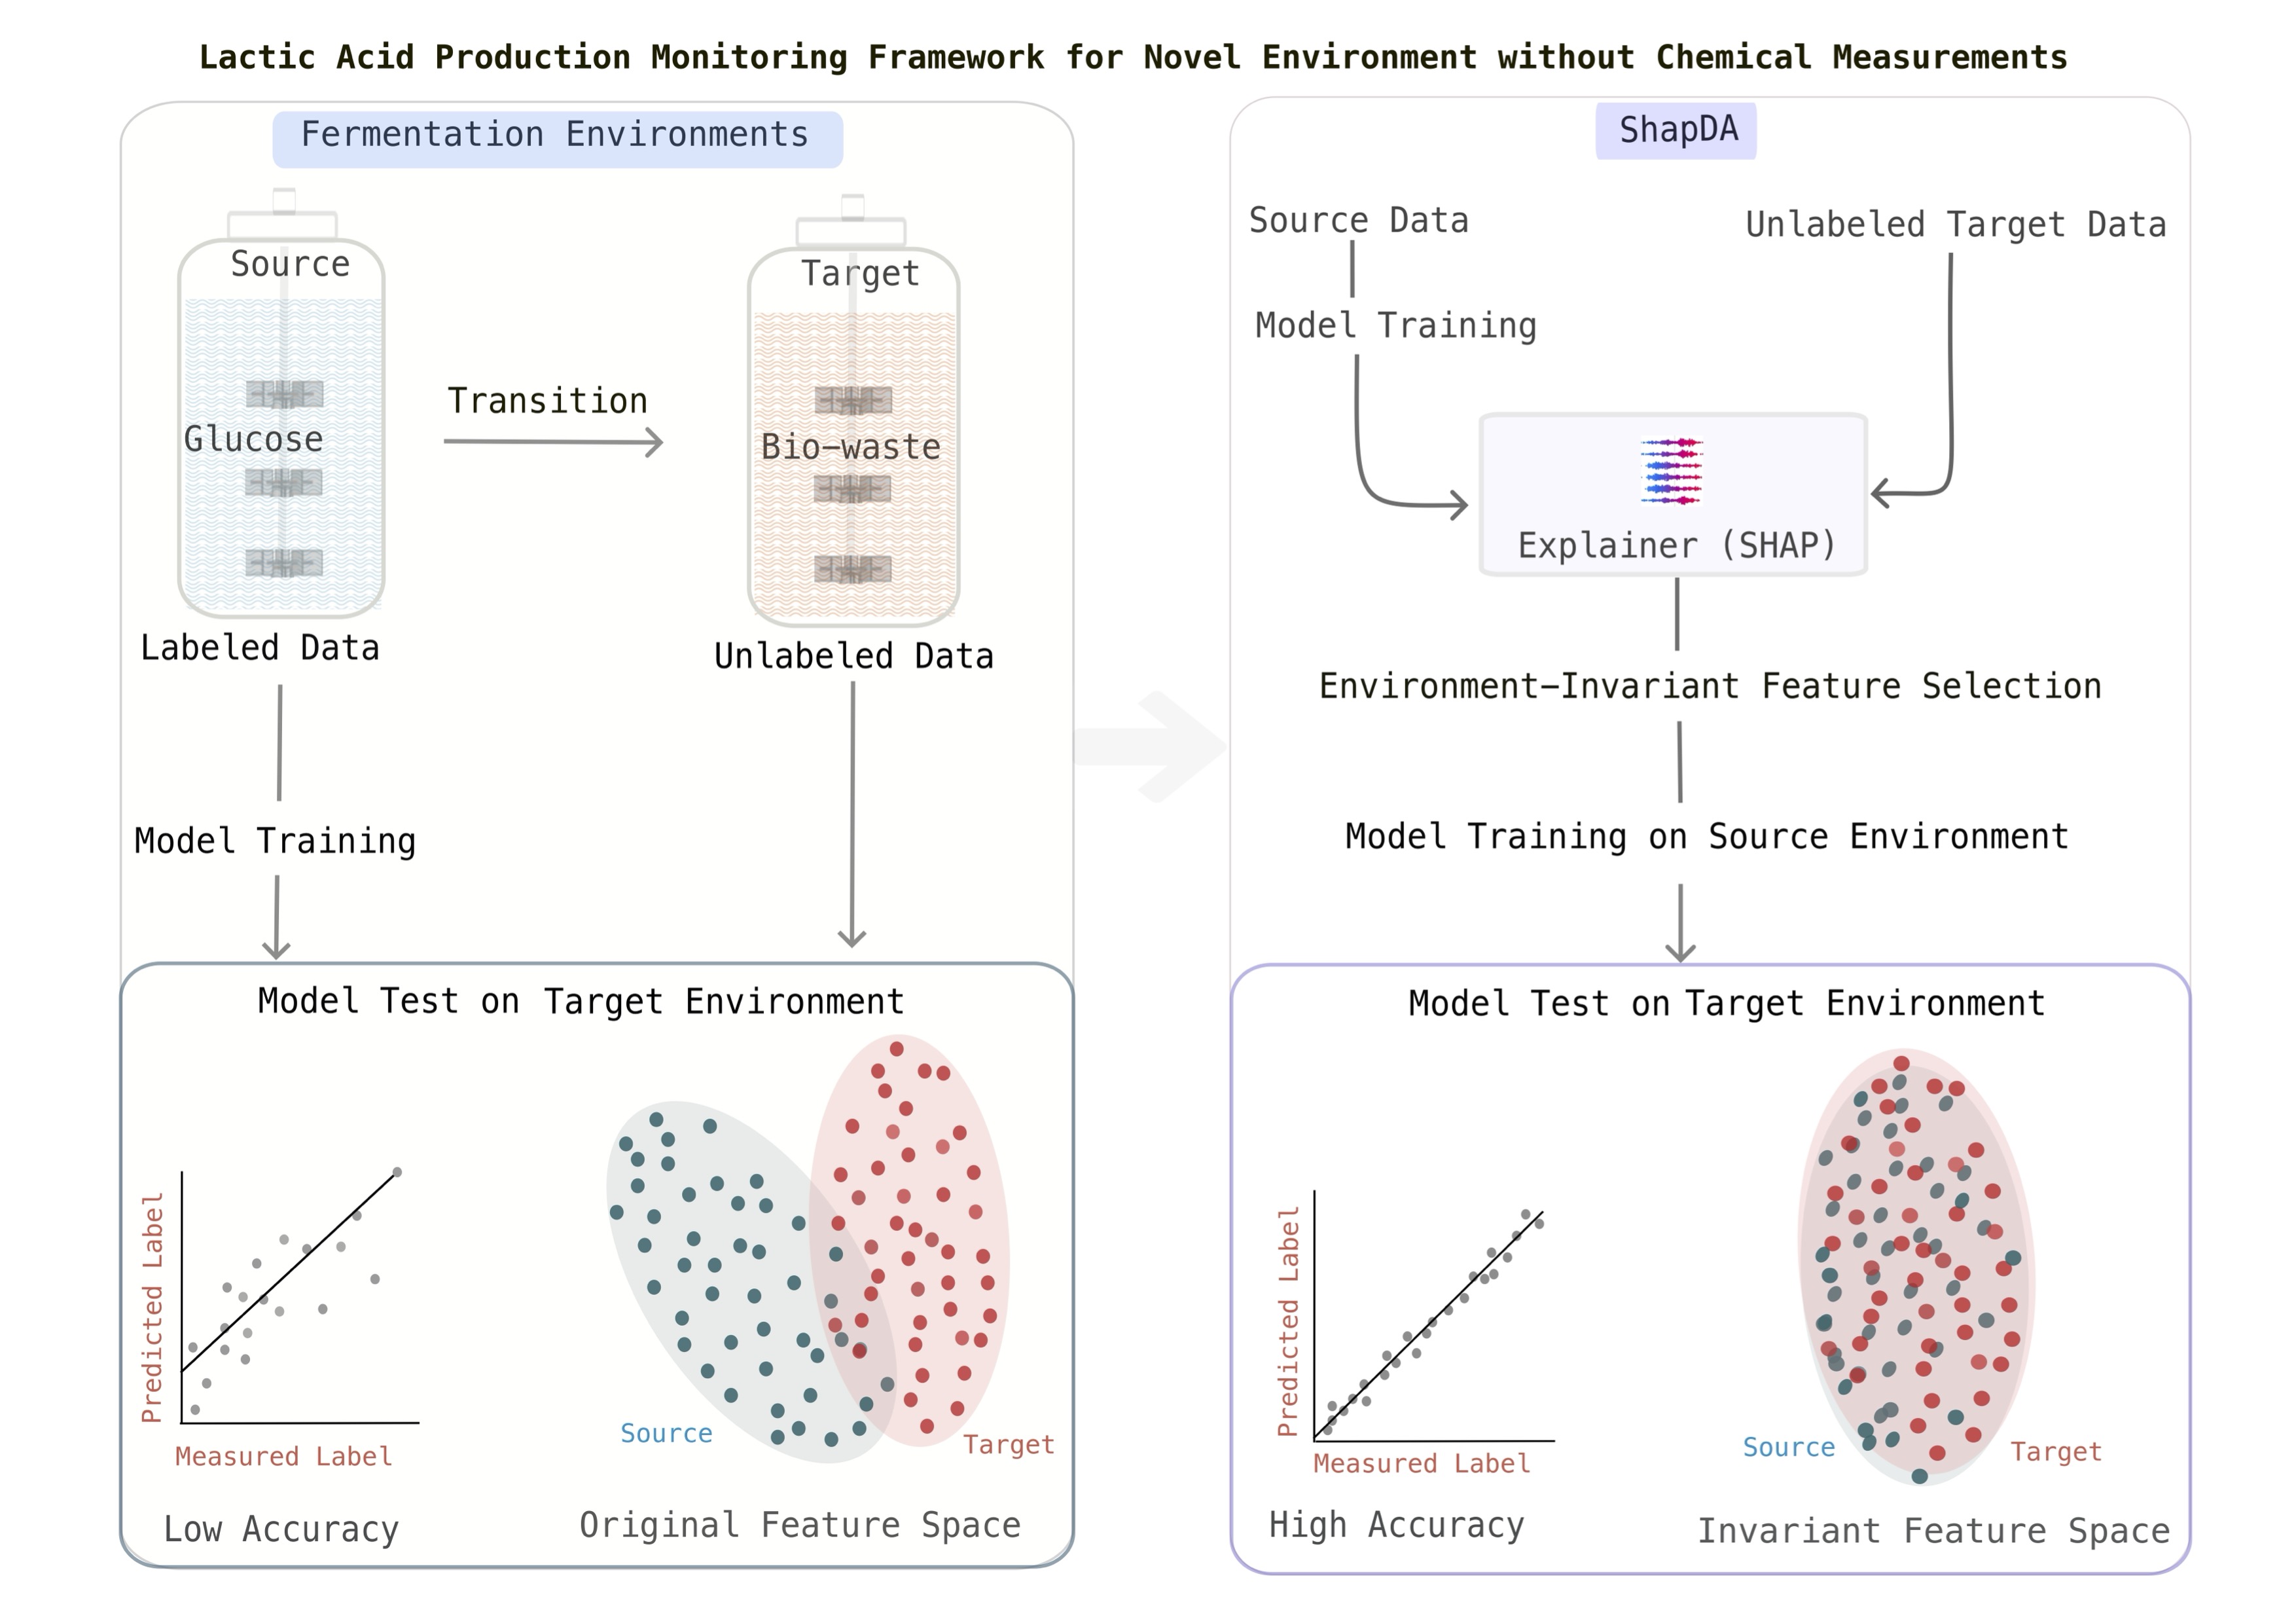 Lactic Acid Production Monitoring Framework for Novel Environment without Chemical Measurements
Fermentation Environments
Source
Target
Glucose
Transition
Bio-waste
Labeled Data
Unlabeled Data
Model Training
Model Test on Target Environment
Predicted Label
Measured Label
Source
Target
Low Accuracy
Original Feature Space
ShapDA
Source Data
Unlabeled Target Data
Model Training
Explainer (SHAP)
Environment-Invariant Feature Selection
Model Training on Source Environment
Model Test on Target Environment
Predicted Label
Measured Label
Source
Target
High Accuracy
Invariant Feature Space